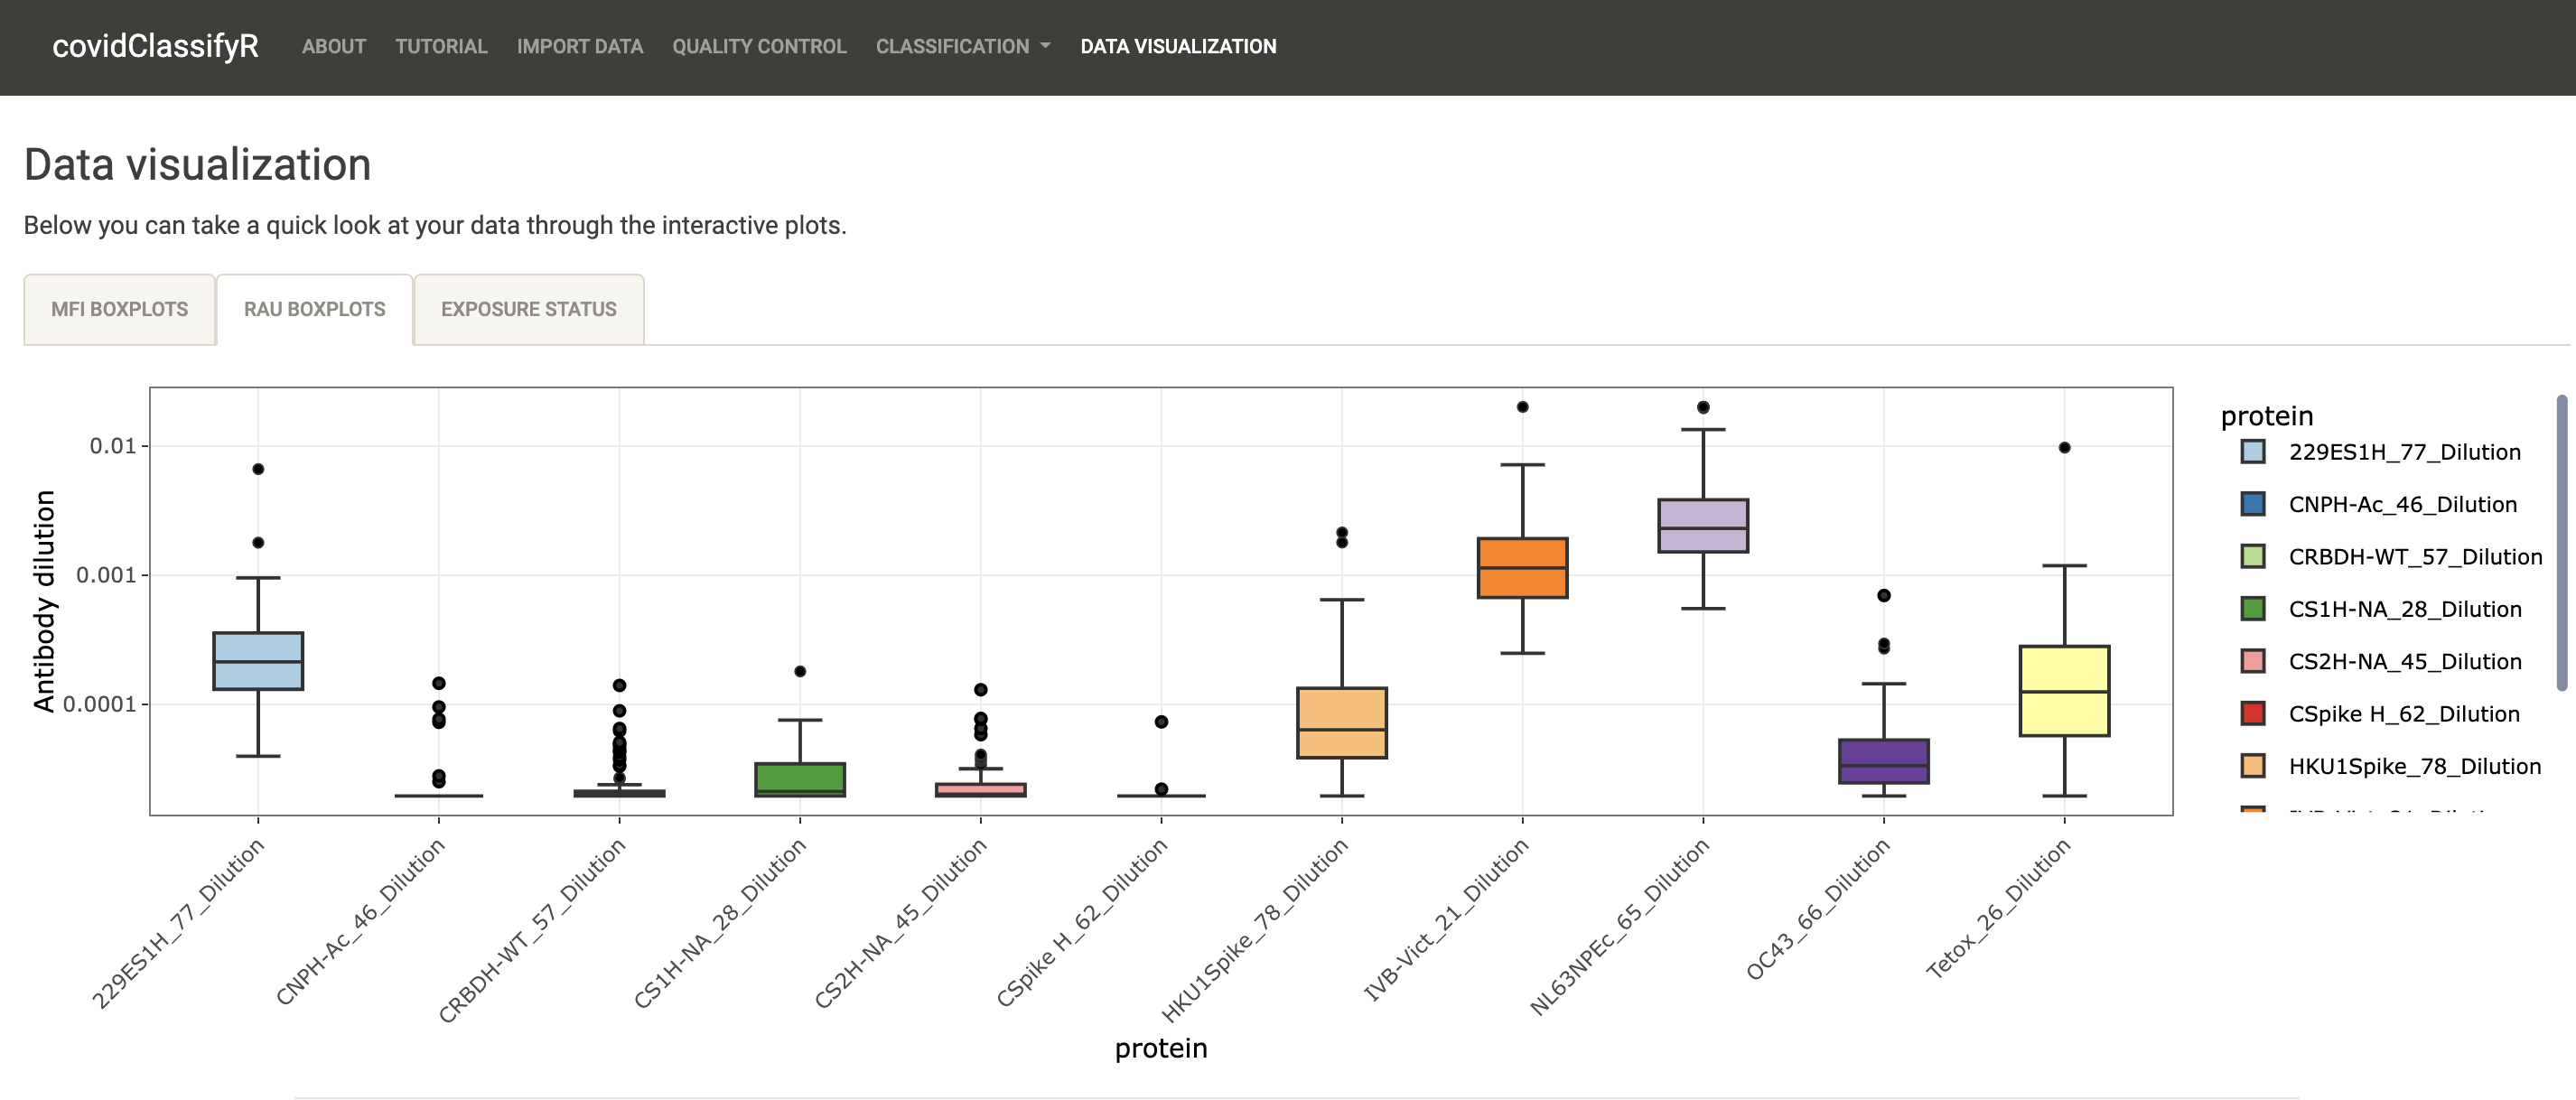 covidClassifyR ABOUT TUTORIAL IMPORT DATA QUALITY CONTROL CLASSIFICATION DATA VISUALIZATION
Data visualization
Below you can take a quick look at your data through the interactive plots.
MFI BOXPLOTS RAU BOXPLOTS EXPOSURE STATUS
Antibody dilution
0.01
0.001
0.0001
229ES1H_77_Dilution
CNPH-Ac_46_Dilution
CRBDH-WT_57_Dilution
CS1H-NA_28_Dilution
CS2H-NA_45_Dilution
CSpike H_62_Dilution
HKU1Spike_78_Dilution
IVB-Vict_21_Dilution
NL63NPEc_65_Dilution
OC43_66_Dilution
Tetox_26_Dilution
protein
protein
229ES1H_77_Dilution
CNPH-Ac_46_Dilution
CRBDH-WT_57_Dilution
CS1H-NA_28_Dilution
CS2H-NA_45_Dilution
CSpike H_62_Dilution
HKU1Spike_78_Dilution